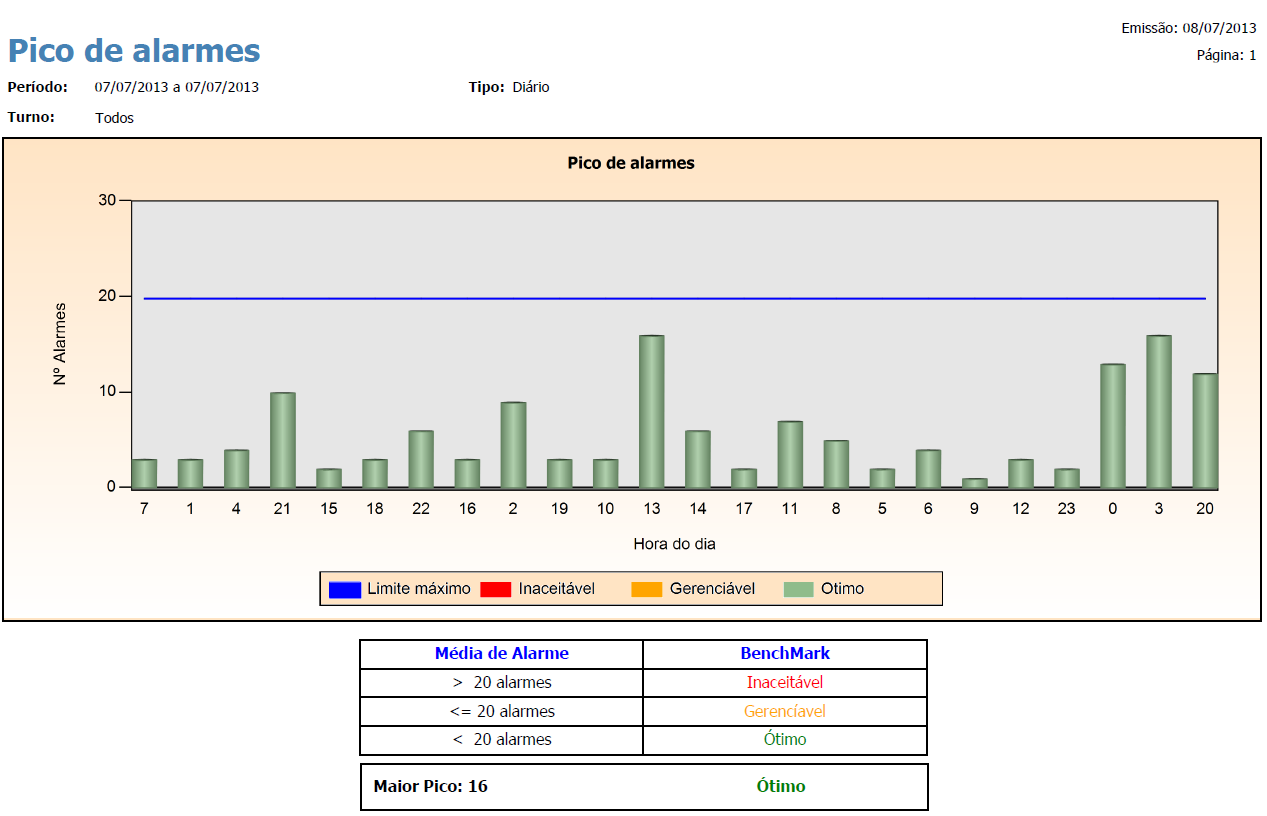 Emissão: 08/07/2013
Pico de alarmes
Página: 1
Período: 07/07/2013 a 07/07/2013 Tipo: Diário
Turno: Todos
Pico de alarmes
30
20
10
0
Nº Alarmes
7 1 4 21 15 18 22 16 2 19 10 13 14 17 11 8 5 6 9 12 23 0 3 20
Hora do dia
Limite máximo Inaceitável Gerenciável Otimo
Média de Alarme BenchMark
> 20 alarmes Inaceitável
<= 20 alarmes Gerencíavel
< 20 alarmes Ótimo
Maior Pico: 16 Ótimo